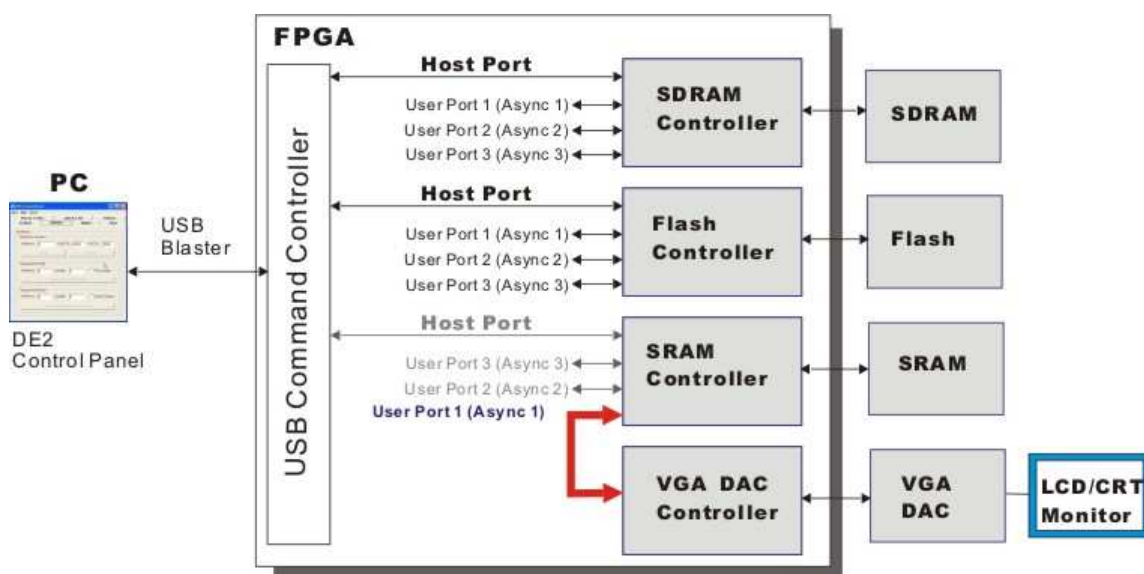 FPGA
Host Port
User Port 1 (Async 1)
User Port 2 (Async 2)
User Port 3 (Async 3)
SDRAM
Controller
SDRAM
PC
USB
Blaster
DE2
Control Panel
USB Command Controller
Host Port
User Port 1 (Async 1)
User Port 2 (Async 2)
User Port 3 (Async 3)
Flash
Controller
Flash
Host Port
User Port 3 (Async 3)
User Port 2 (Async 2)
User Port 1 (Async 1)
SRAM
Controller
SRAM
VGA DAC
Controller
VGA
DAC
LCD/CRT
Monitor